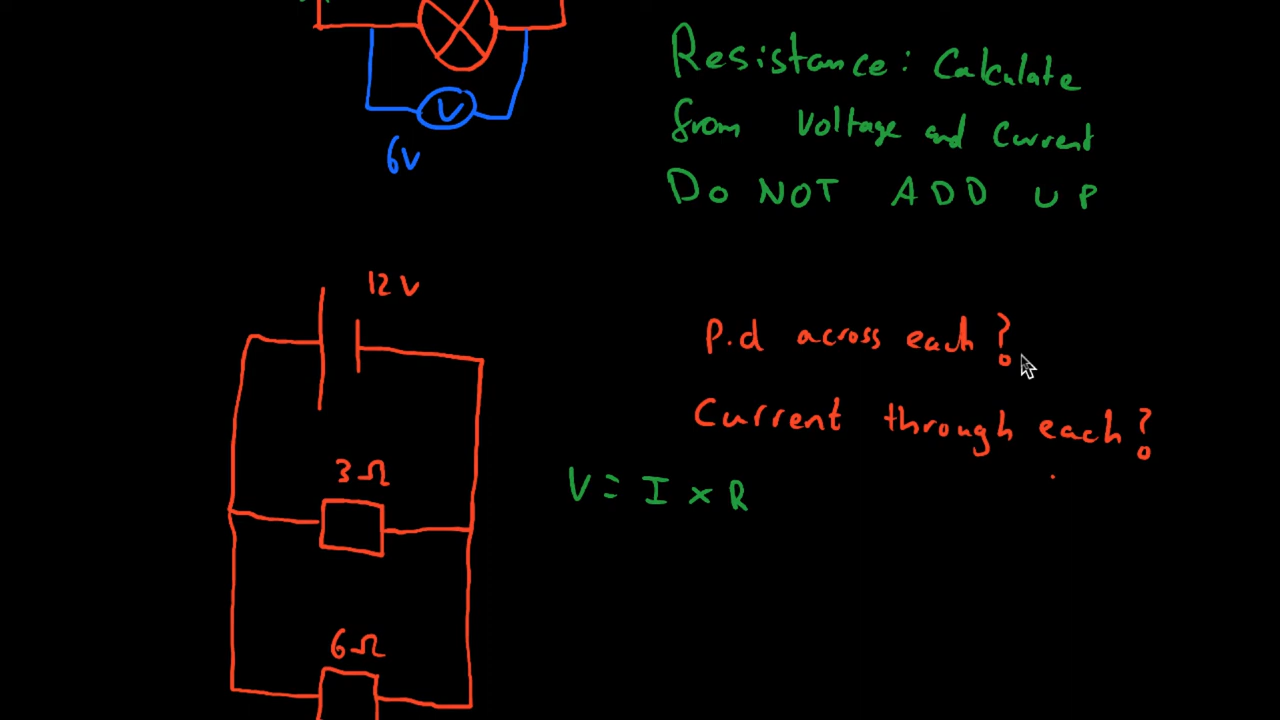 V
6V
Resistance: Calculate
from Voltage and Current
DO NOT ADD UP
12V
P.d across each?
Current through each?
3Ω
V = I × R
6Ω